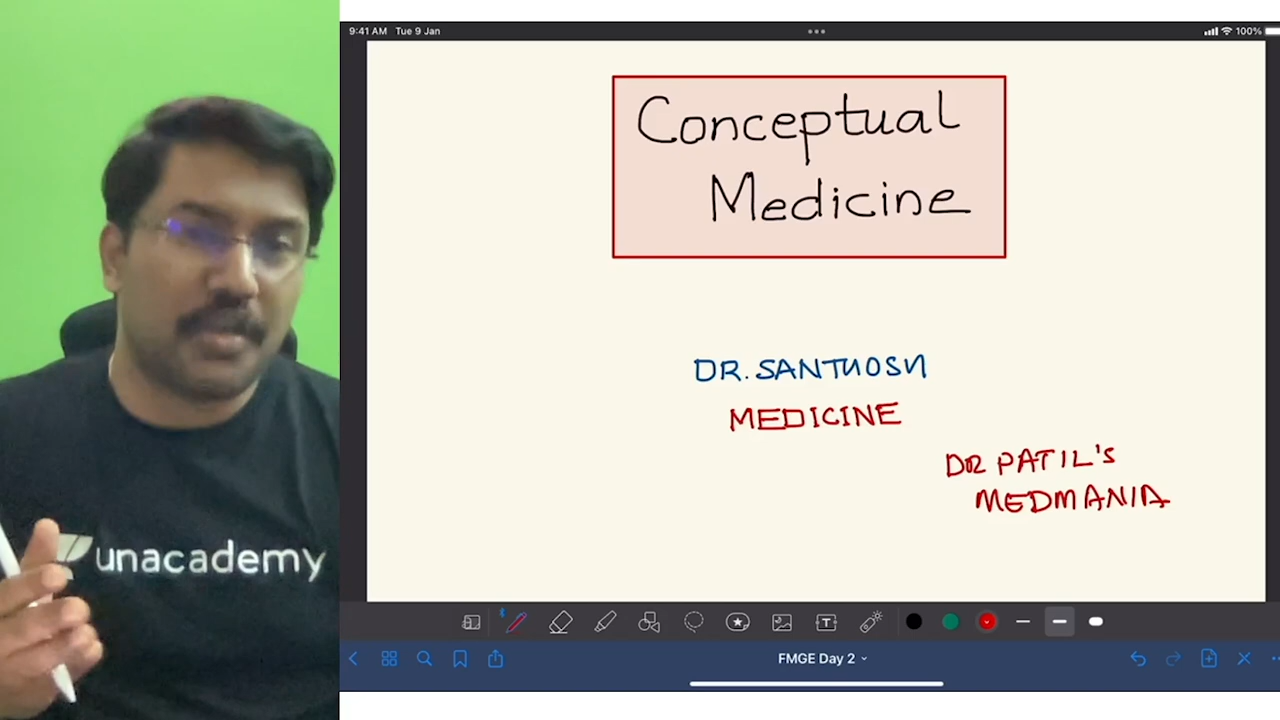 9:41 AM Tue 9 Jan
100%
Conceptual
Medicine
DR. SANTHOSH
MEDICINE
DR PATIL's
MEDMANIA
unacademy
T
FMGE Day 2